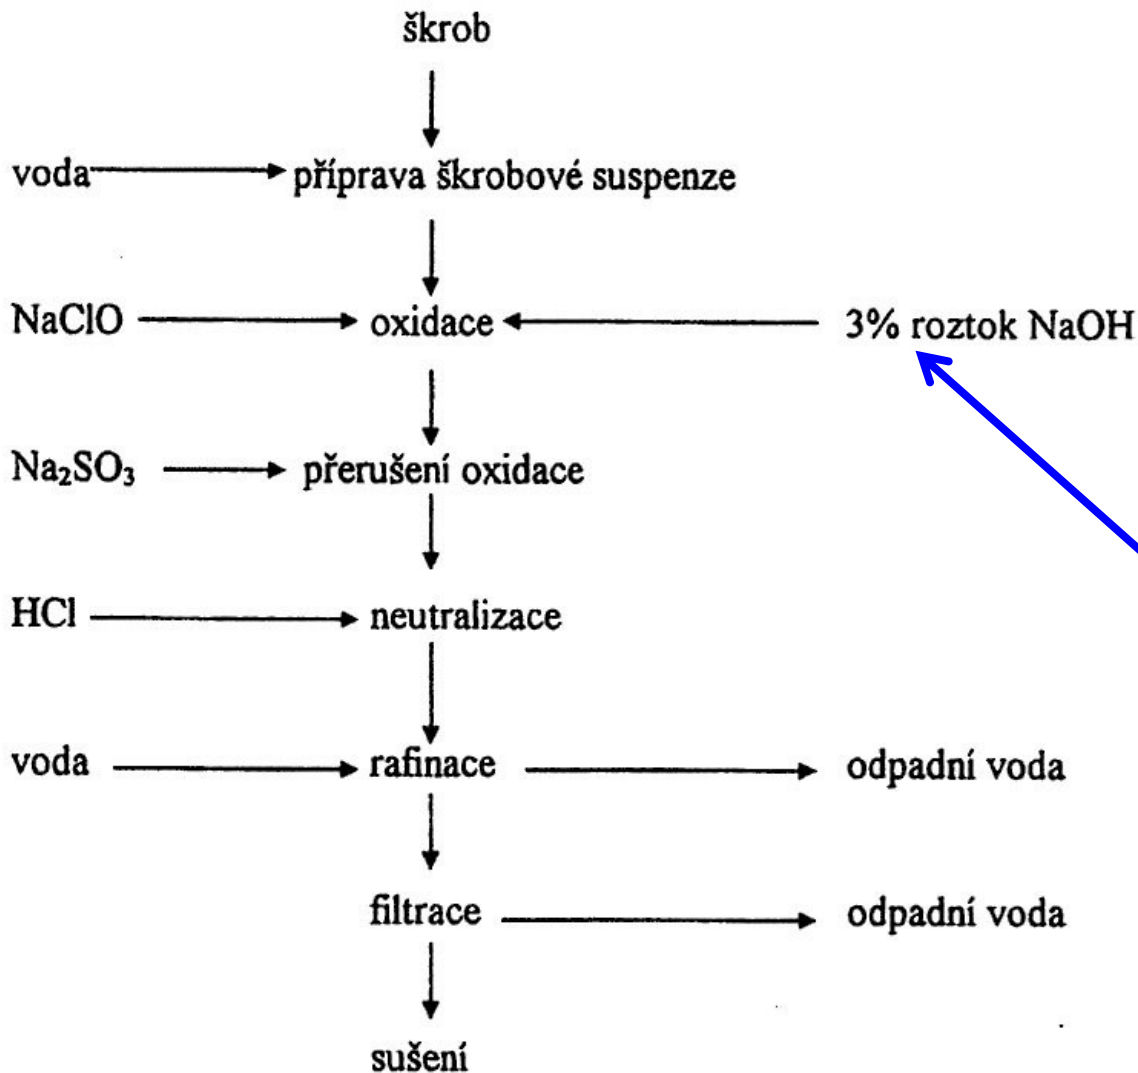 škrob
voda příprava škrobové suspenze
NaClO oxidace 3% roztok NaOH
Na₂SO₃ přerušení oxidace
HCl neutralizace
voda rafinace odpadní voda
filtrace odpadní voda
sušení